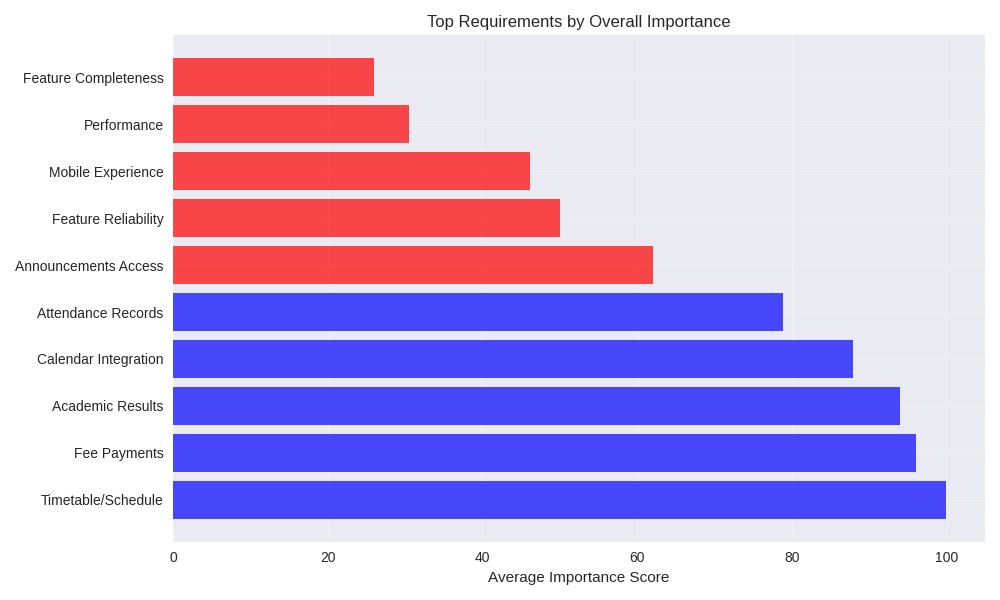 Top Requirements by Overall Importance
Feature Completeness
Performance
Mobile Experience
Feature Reliability
Announcements Access
Attendance Records
Calendar Integration
Academic Results
Fee Payments
Timetable/Schedule
0 20 40 60 80 100
Average Importance Score